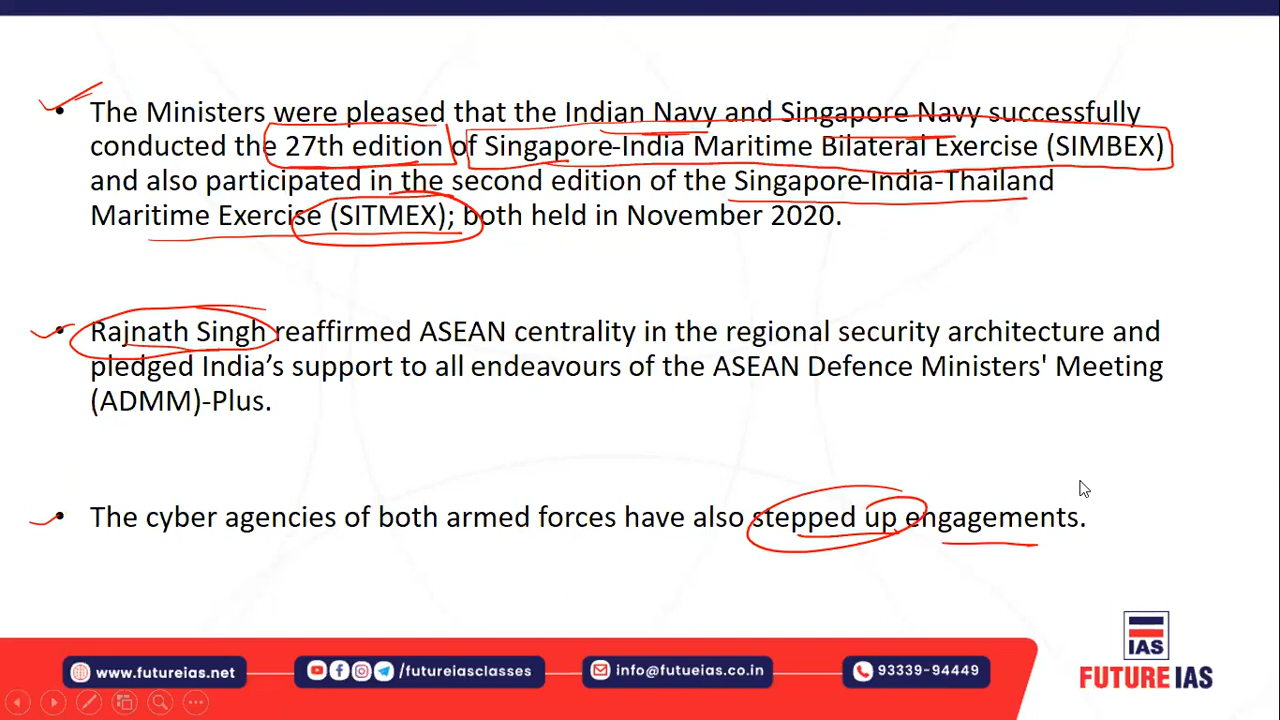 • The Ministers were pleased that the Indian Navy and Singapore Navy successfully
conducted the 27th edition of Singapore-India Maritime Bilateral Exercise (SIMBEX)
and also participated in the second edition of the Singapore-India-Thailand
Maritime Exercise (SITMEX); both held in November 2020.
• Rajnath Singh reaffirmed ASEAN centrality in the regional security architecture and
pledged India’s support to all endeavours of the ASEAN Defence Ministers' Meeting
(ADMM)-Plus.
• The cyber agencies of both armed forces have also stepped up engagements.
IAS
FUTURE IAS
www.futureias.net
/futureiasclasses
info@futueias.co.in
93339-94449